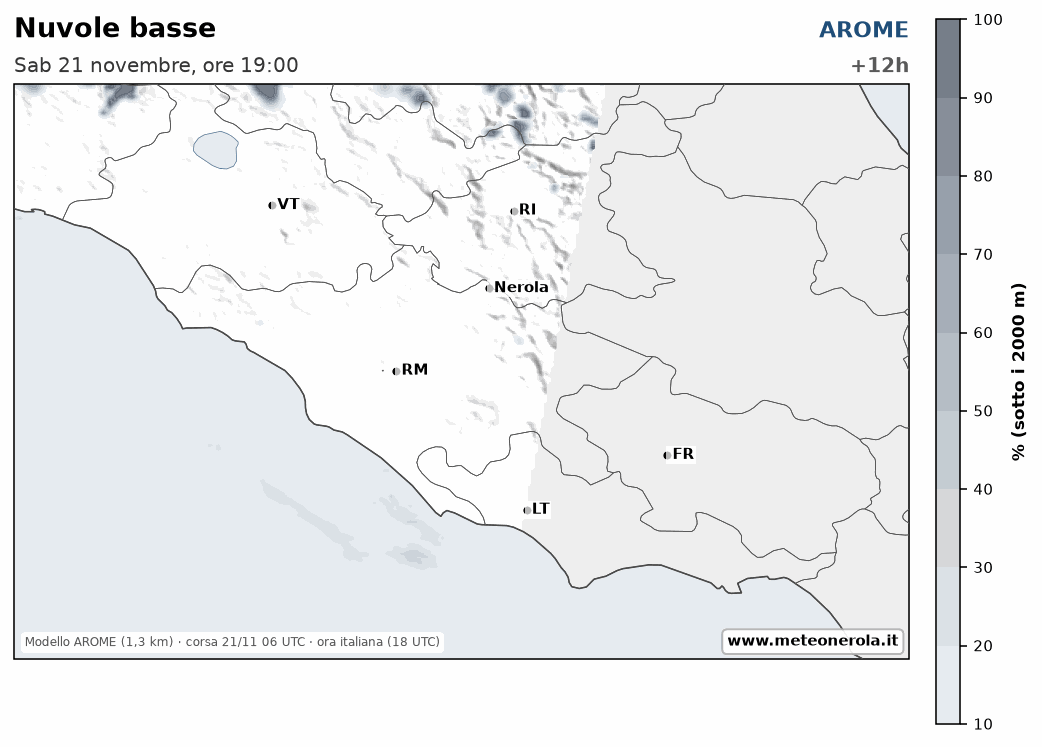 Nuvole basse
AROME
Sab 21 novembre, ore 19:00
+12h
100
90
80
70
60
50
40
30
20
10
% (sotto i 2000 m)
VT
RI
Nerola
RM
FR
LT
Modello AROME (1,3 km) · corsa 21/11 06 UTC · ora italiana (18 UTC)
www.meteonerola.it